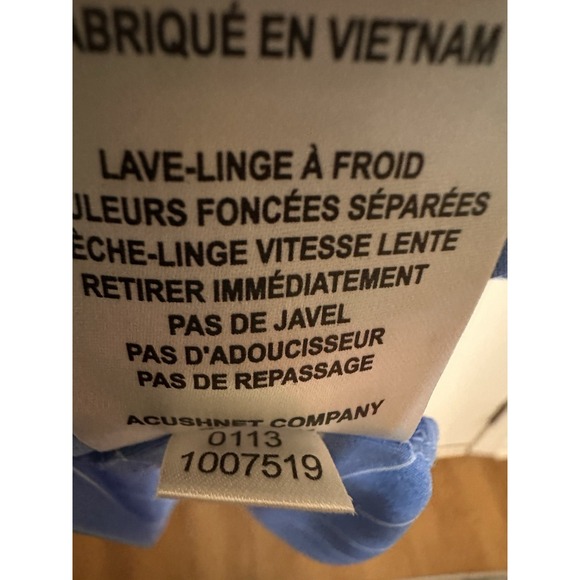 ABRIQUÉ EN VIETNAM
LAVE-LINGE À FROID
ULEURS FONCÉES SÉPARÉES
ÈCHE-LINGE VITESSE LENTE
RETIRER IMMÉDIATEMENT
PAS DE JAVEL
PAS D'ADOUCISSEUR
PAS DE REPASSAGE
ACUSHNET COMPANY
0113
1007519